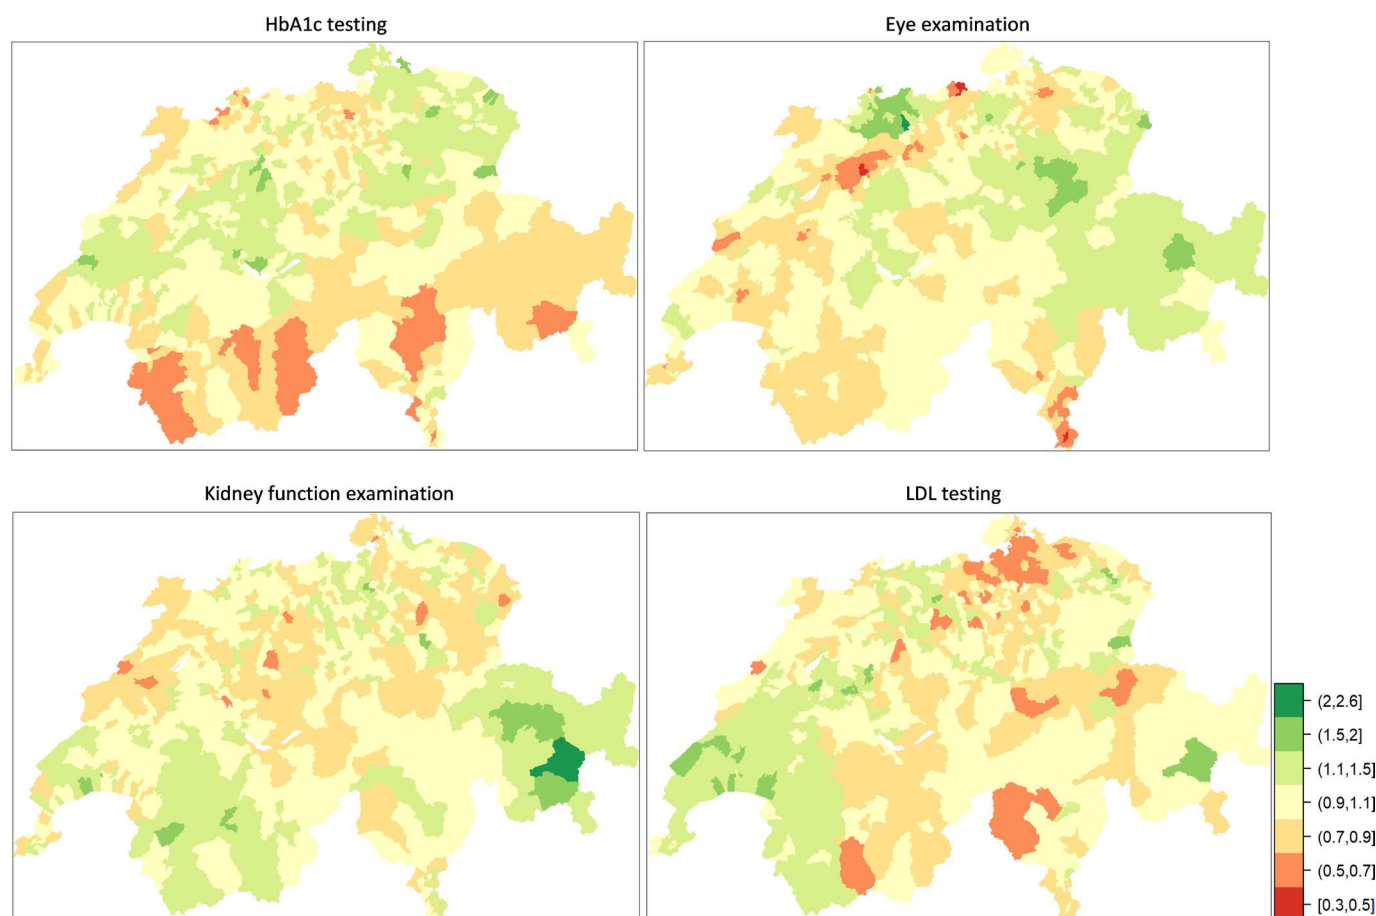 HbA1c testing
Eye examination
Kidney function examination
LDL testing
(2,2.6]
(1.5,2]
(1.1,1.5]
(0.9,1.1]
(0.7,0.9]
(0.5,0.7]
[0.3,0.5]